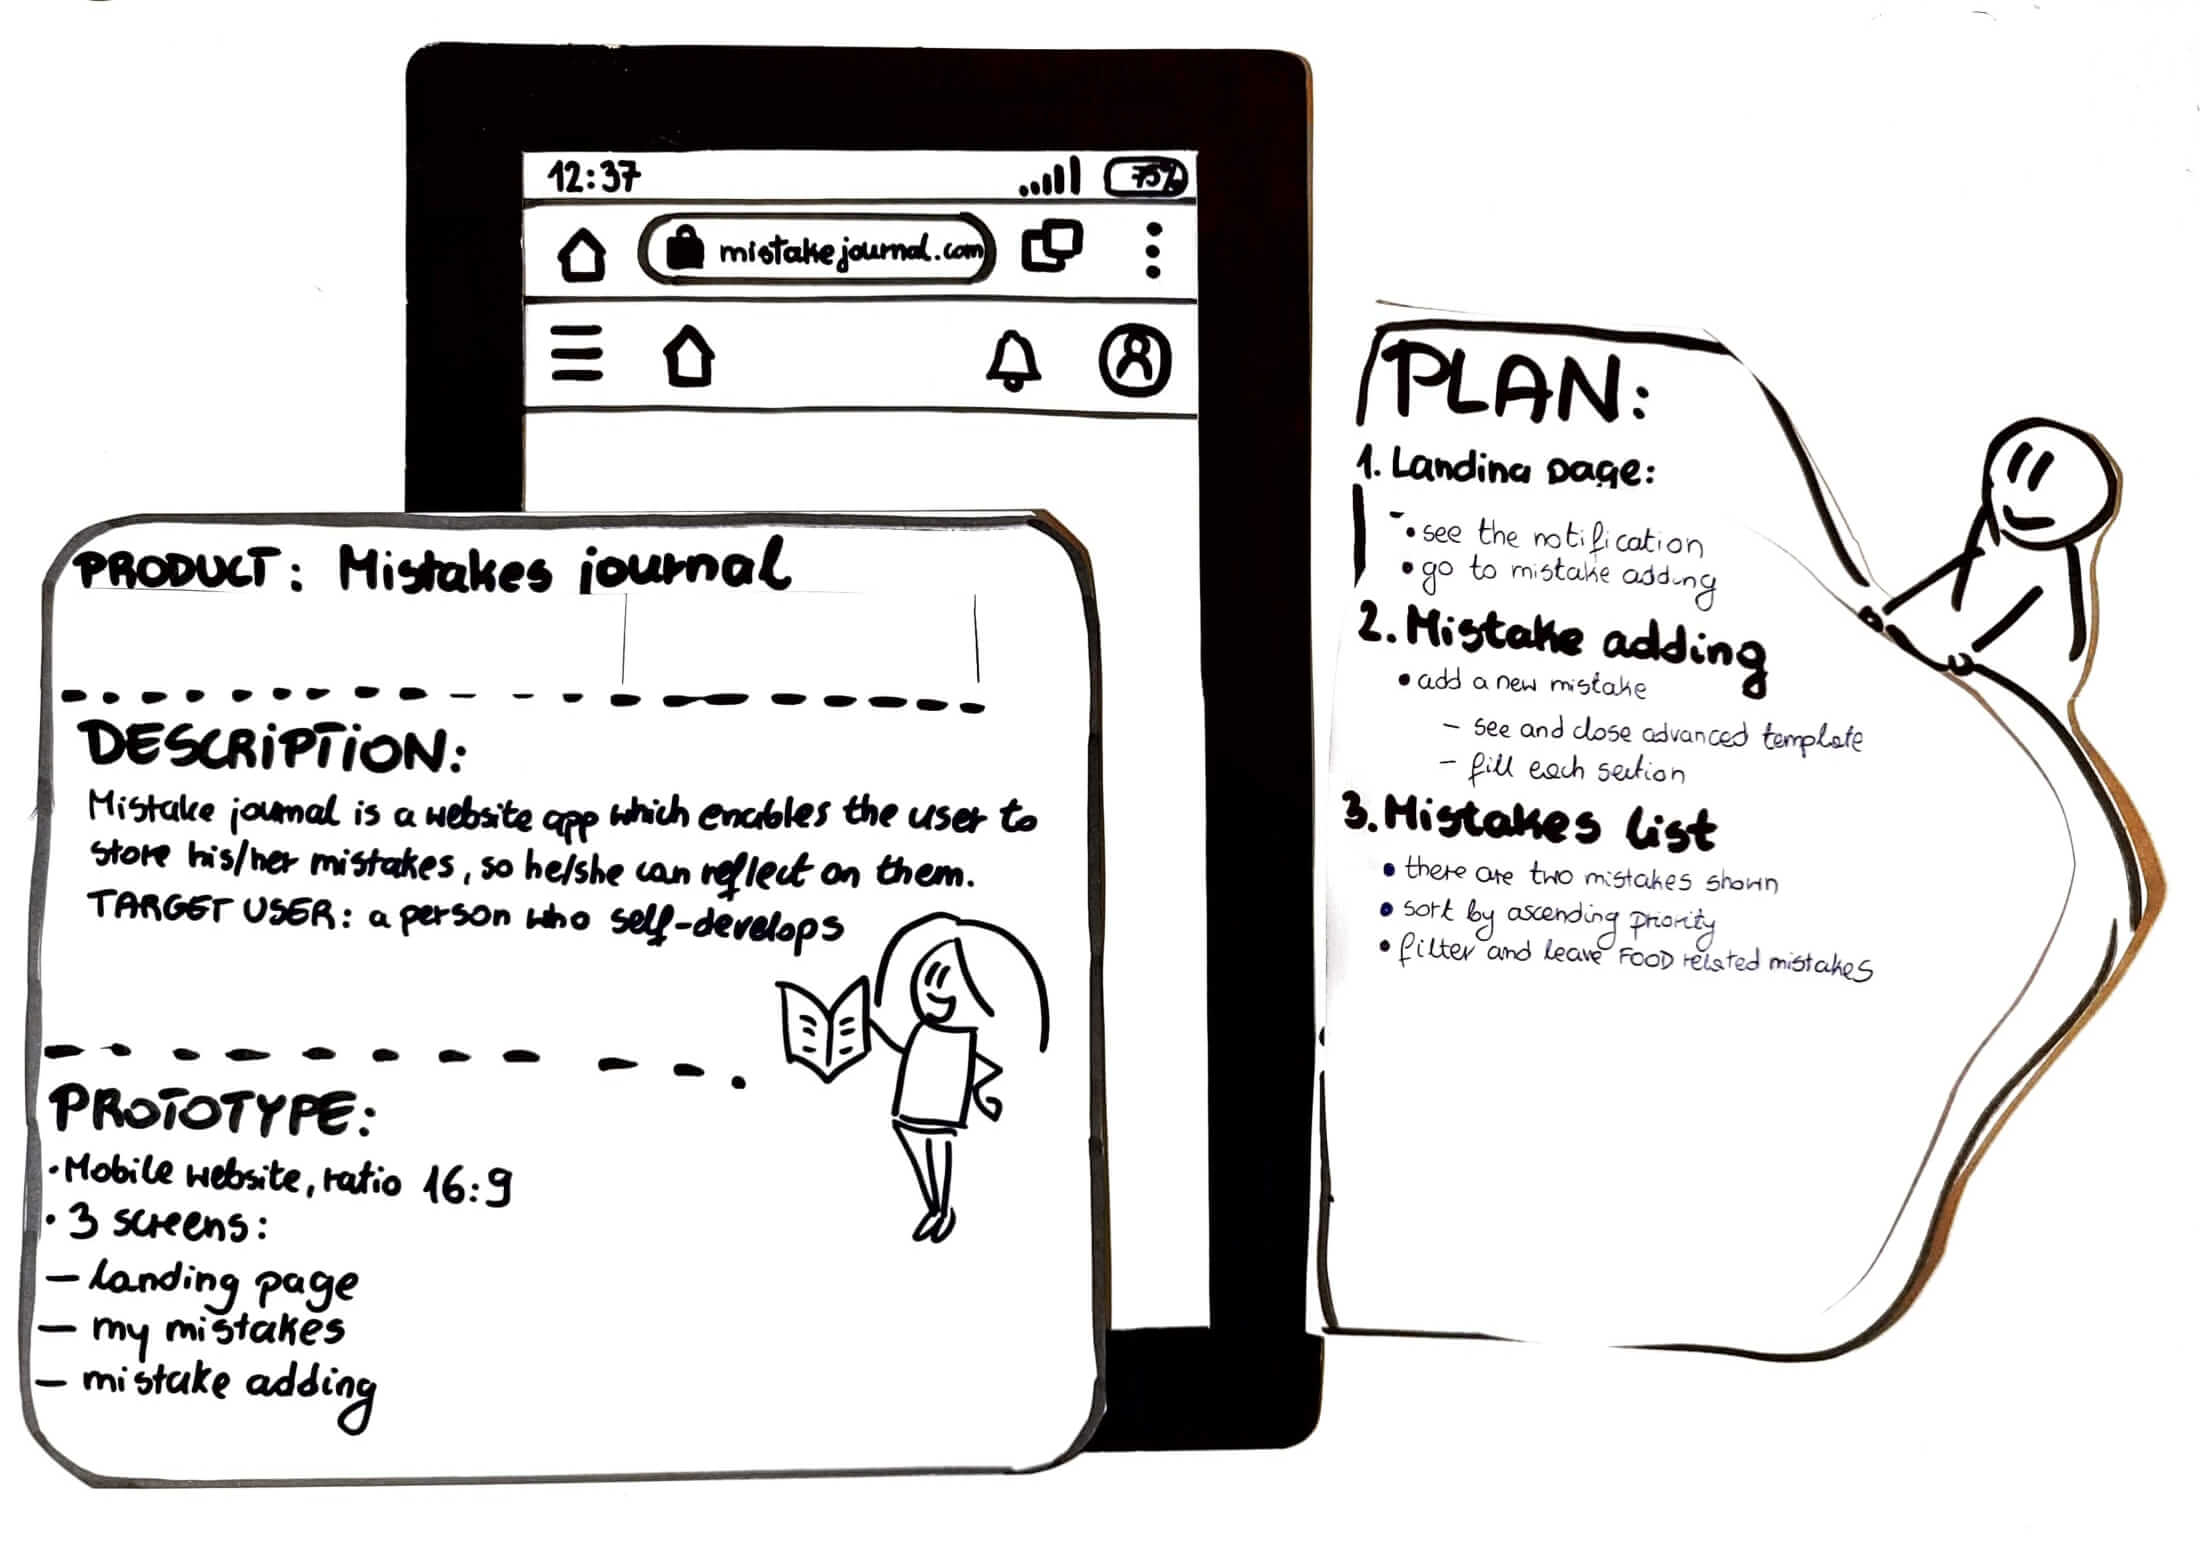 12:37
75%
mistakejournal.com
PRODUCT: Mistakes journal
DESCRIPTION:
Mistake journal is a website app which enables the user to
store his/her mistakes, so he/she can reflect on them.
TARGET USER: a person who self-develops
PROTOTYPE:
• Mobile website, ratio 16:9
• 3 screens:
– landing page
– my mistakes
– mistake adding
PLAN:
1. Landing page:
• see the notification
• go to mistake adding
2. Mistake adding
• add a new mistake
– see and close advanced template
– fill each section
3. Mistakes list
• there are two mistakes shown
• sort by ascending priority
• filter and leave FOOD related mistakes